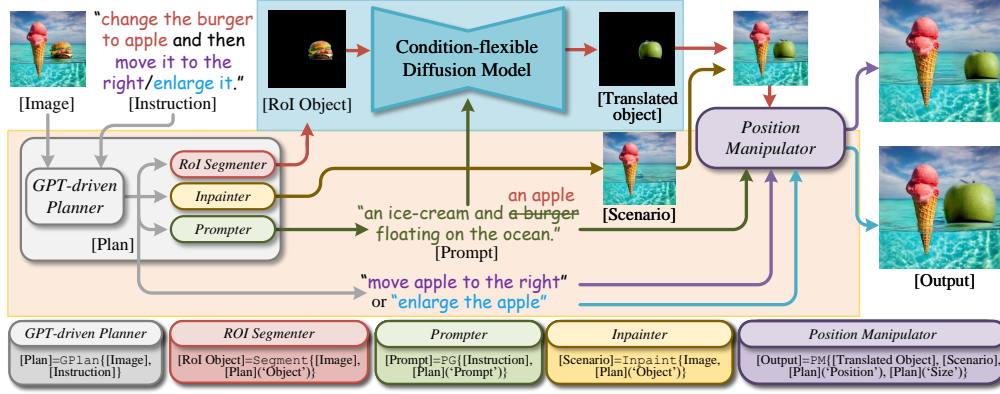 "change the burger
to apple and then
move it to the
right/enlarge it."
[Image]
[Instruction]
[RoI Object]
Condition-flexible
Diffusion Model
[Translated
object]
Position
Manipulator
GPT-driven
Planner
[Plan]
RoI Segmenter
Inpainter
Prompter
an apple
"an ice-cream and a burger
floating on the ocean."
[Prompt]
[Scenario]
"move apple to the right"
or "enlarge the apple"
[Output]
GPT-driven Planner
[Plan]=GPlan{[Image],
[Instruction]}
ROI Segmenter
[RoI Object]=Segment{[Image],
[Plan]('Object')}
Prompter
[Prompt]=PG{[Instruction],
[Plan]('Prompt')}
Inpainter
[Scenario]=Inpaint{Image,
[Plan]('Object')}
Position Manipulator
[Output]=PM{[Translated Object], [Scenario],
[Plan]('Position'), [Plan]('Size')}